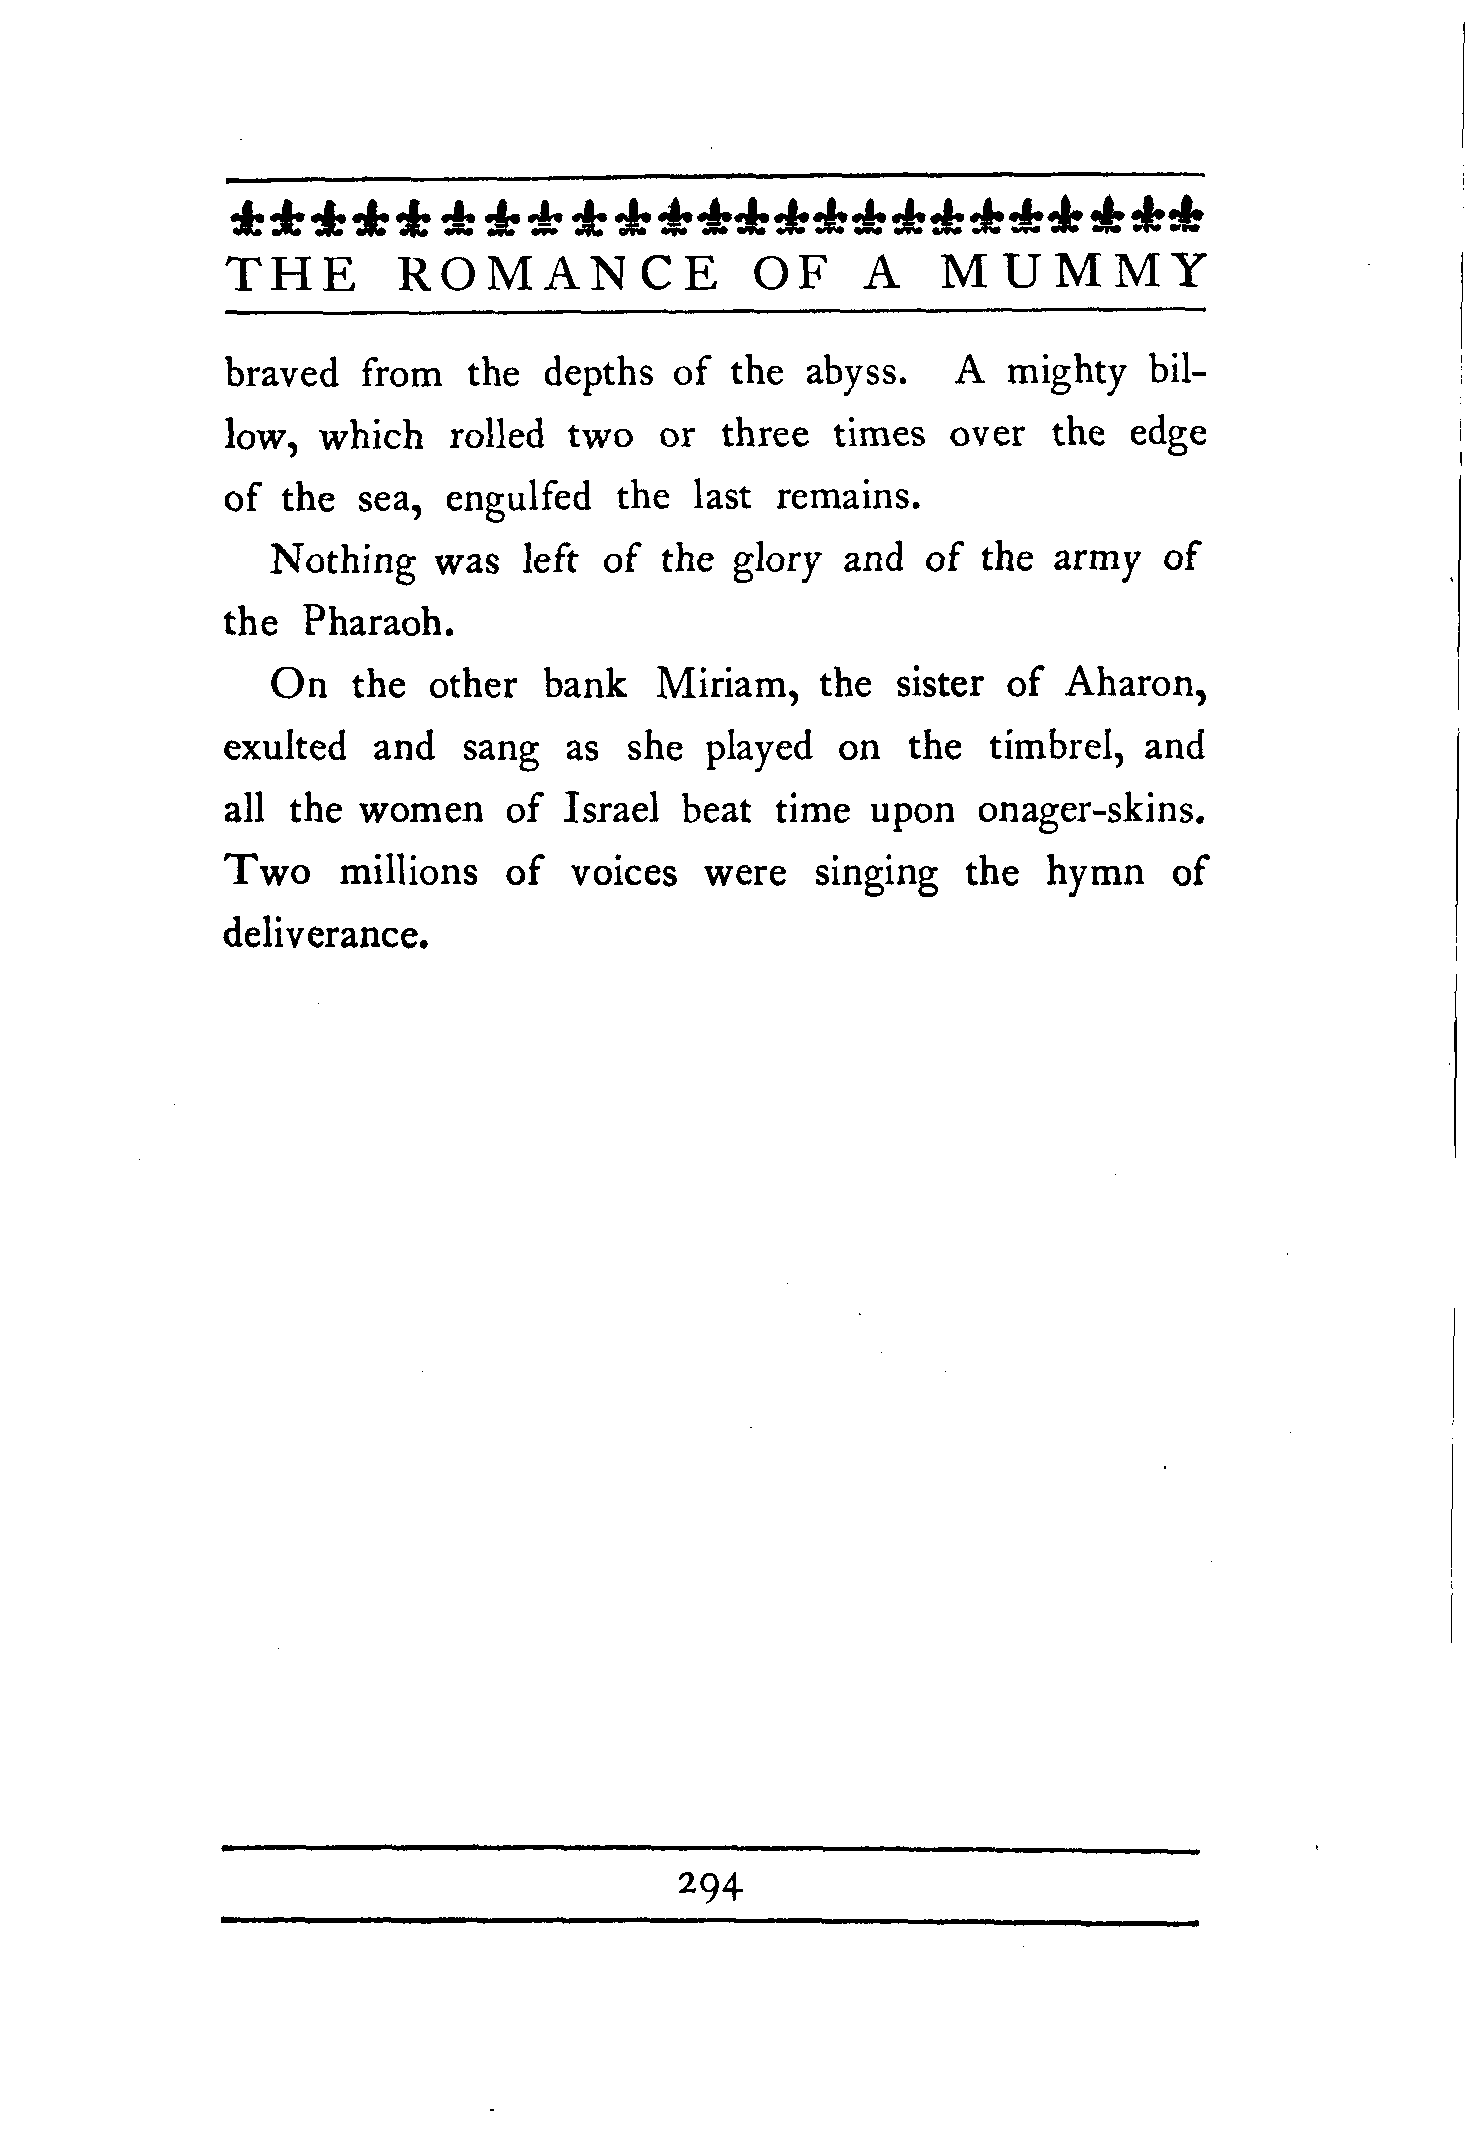 THE ROMANCE OF A MUMMY
braved from the depths of the abyss. A mighty bil-
low, which rolled two or three times over the edge
of the sea, engulfed the last remains.
Nothing was left of the glory and of the army of
the Pharaoh.
On the other bank Miriam, the sister of Aharon,
exulted and sang as she played on the timbrel, and
all the women of Israel beat time upon onager-skins.
Two millions of voices were singing the hymn of
deliverance.
294